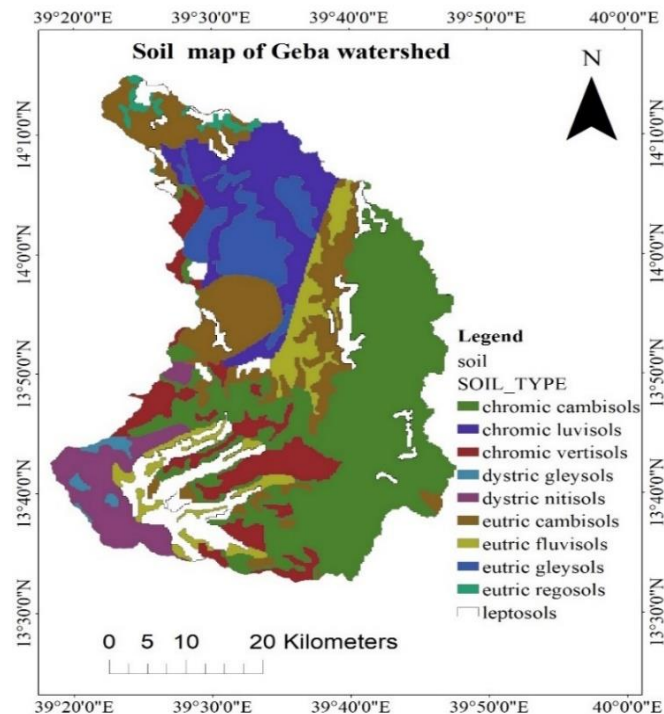 39°20'0"E 39°30'0"E 39°40'0"E 39°50'0"E 40°0'0"E
Soil map of Geba watershed
N
14°10'0"N 14°10'0"N
14°0'0"N 14°0'0"N
13°50'0"N 13°50'0"N
13°40'0"N 13°40'0"N
13°30'0"N 13°30'0"N
Legend
soil
SOIL_TYPE
chromic cambisols
chromic luvisols
chromic vertisols
dystric gleysols
dystric nitisols
eutric cambisols
eutric fluvisols
eutric gleysols
eutric regosols
leptosols
0 5 10 20 Kilometers
39°20'0"E 39°30'0"E 39°40'0"E 39°50'0"E 40°0'0"E